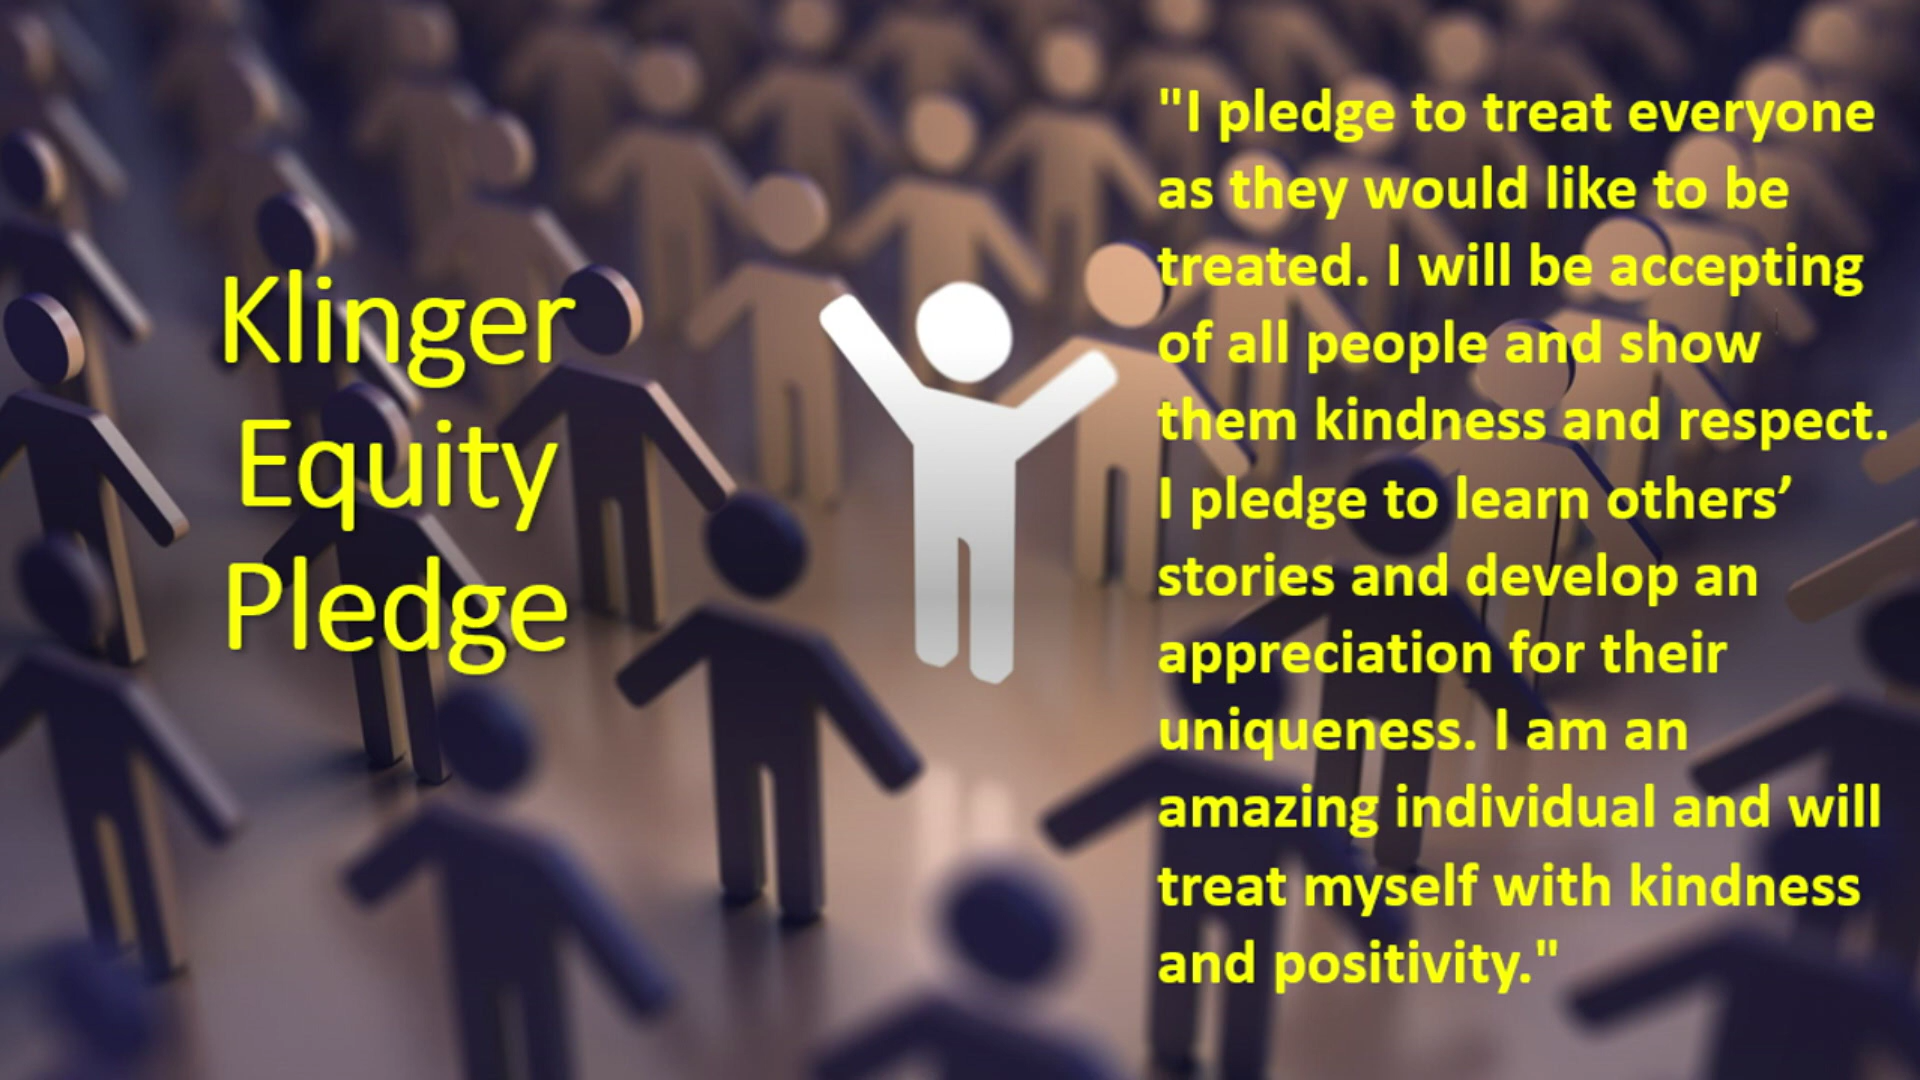 Klinger
Equity
Pledge
"I pledge to treat everyone
as they would like to be
treated. I will be accepting
of all people and show
them kindness and respect.
I pledge to learn others’
stories and develop an
appreciation for their
uniqueness. I am an
amazing individual and will
treat myself with kindness
and positivity."